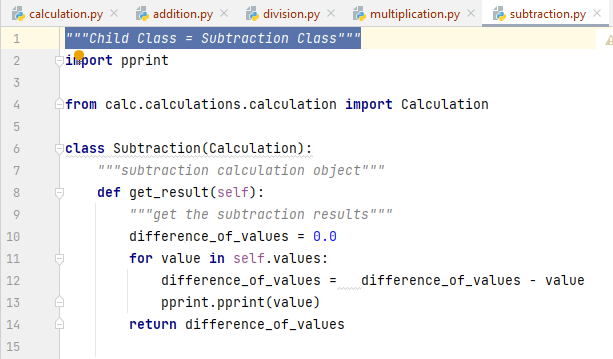 calculation.py addition.py division.py multiplication.py subtraction.py
1 """Child Class = Subtraction Class"""
2 import pprint
3
4 from calc.calculations.calculation import Calculation
5
6 class Subtraction(Calculation):
7 """subtraction calculation object"""
8 def get_result(self):
9 """get the subtraction results"""
10 difference_of_values = 0.0
11 for value in self.values:
12 difference_of_values =   difference_of_values - value
13 pprint.pprint(value)
14 return difference_of_values
15